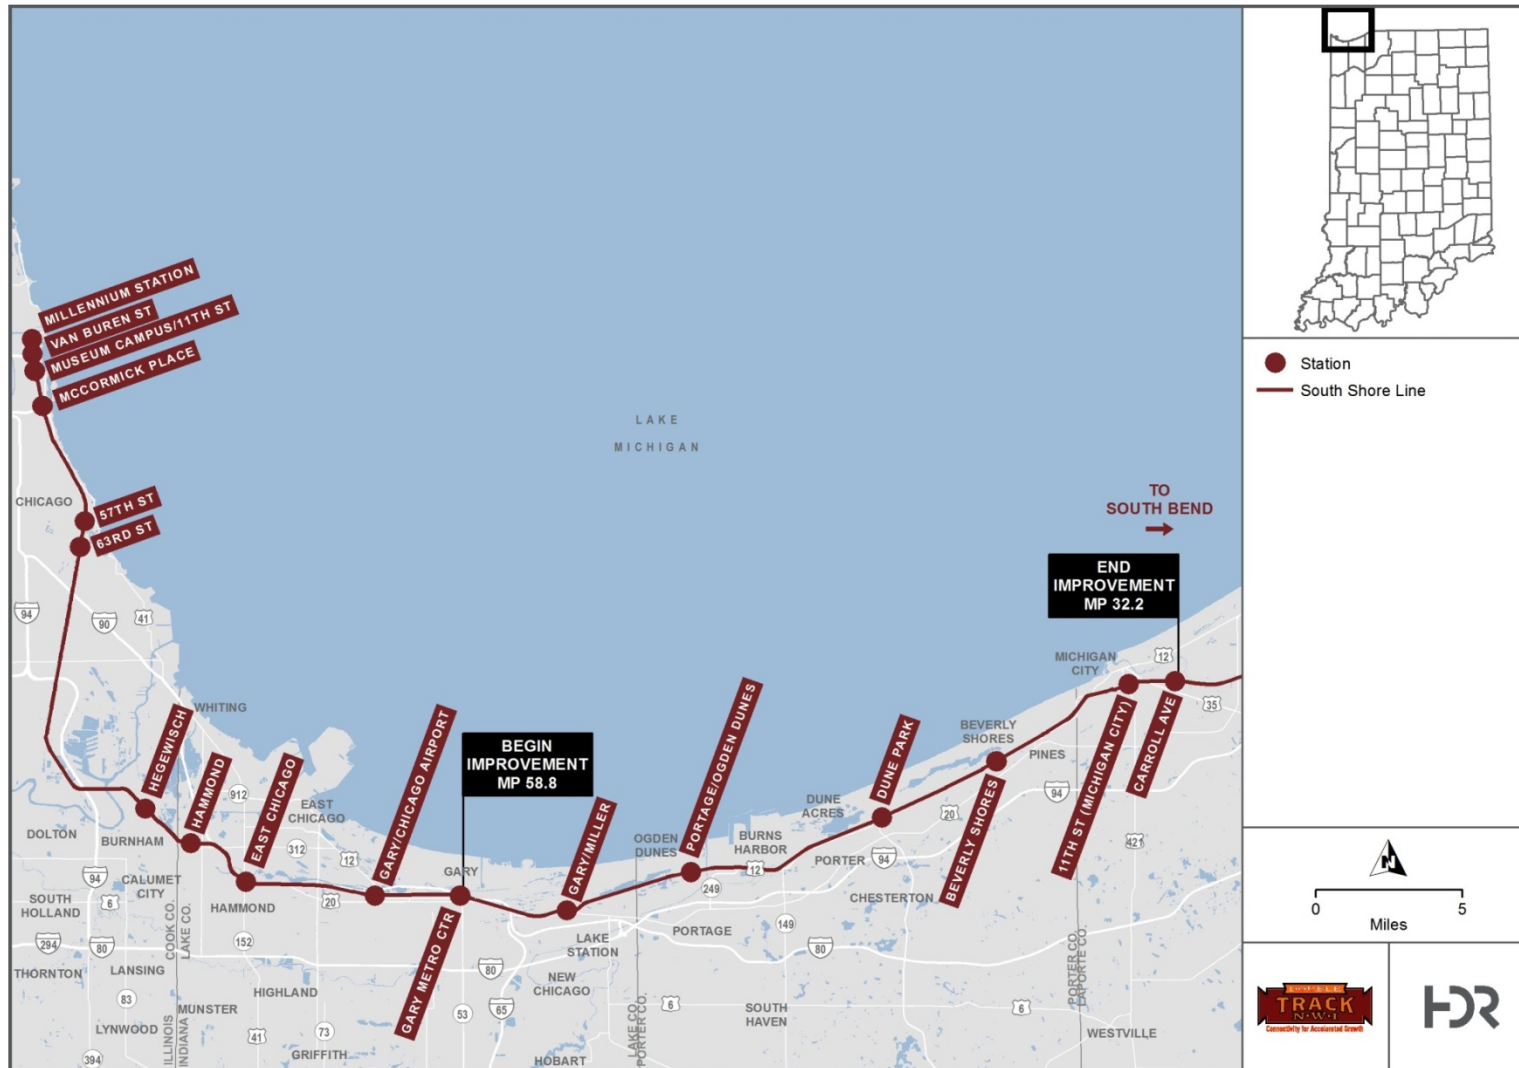 MILLENNIUM STATION
VAN BUREN ST
MUSEUM CAMPUS/11TH ST
MCCORMICK PLACE
LAKE
MICHIGAN
CHICAGO
57TH ST
63RD ST
94
90
41
TO
SOUTH BEND
END
IMPROVEMENT
MP 32.2
MICHIGAN
CITY
12
35
WHITING
HEGEWISCH
HAMMOND
EAST CHICAGO
GARY/CHICAGO AIRPORT
BEGIN
IMPROVEMENT
MP 58.8
GARY/MILLER
PORTAGE/OGDEN DUNES
DUNE PARK
BEVERLY
SHORES
PINES
BEVERLY SHORES
11TH ST (MICHIGAN CITY)
CARROLL AVE
912
EAST
CHICAGO
312
12
DUNE
ACRES
20
94
421
DOLTON
BURNHAM
OGDEN
DUNES
BURNS
HARBOR
12
PORTER
94
94
CALUMET
CITY
6
GARY
249
SOUTH
HOLLAND
HAMMOND
20
CHESTERTON
GARY METRO CTR
COOK CO.
LAKE CO.
152
149
PORTAGE
LAKE
STATION
294
80
80
80
PORTER CO.
LAPORTE CO.
THORNTON
LANSING
HIGHLAND
NEW
CHICAGO
83
MUNSTER
65
53
6
SOUTH
HAVEN
6
LYNWOOD
41
73
WESTVILLE
ILLINOIS
INDIANA
LAKE CO.
PORTER CO.
394
GRIFFITH
HOBART
Station
South Shore Line
N
0
5
Miles
DOUBLE
TRACK
N·W·I
Connectivity for Accelerated Growth
HDR